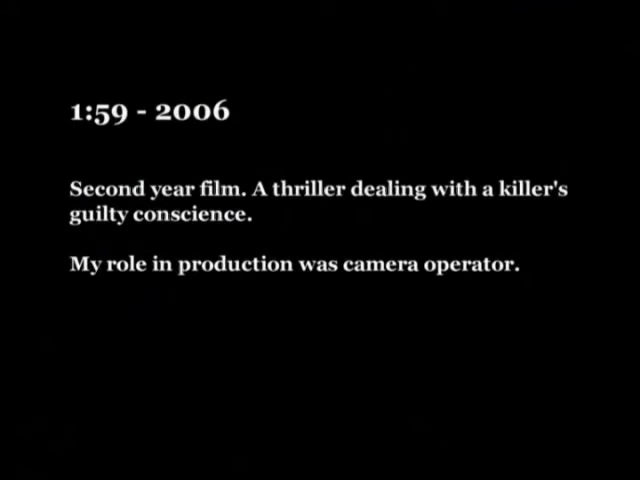 1:59 - 2006
Second year film. A thriller dealing with a killer's
guilty conscience.
My role in production was camera operator.